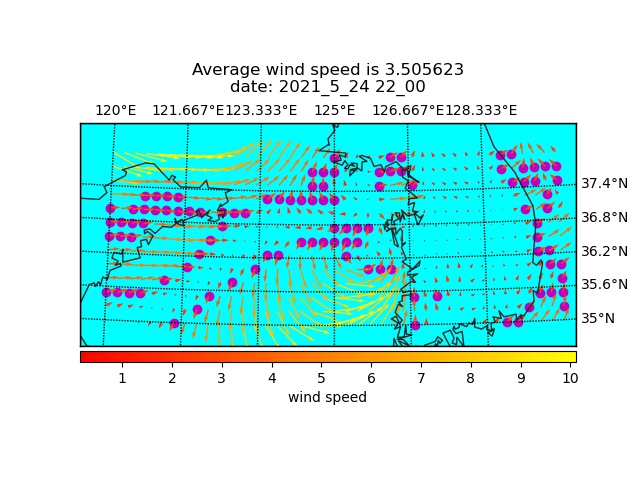 Average wind speed is 3.505623
date: 2021_5_24 22_00
120°E 121.667°E 123.333°E 125°E 126.667°E 128.333°E
37.4°N
36.8°N
36.2°N
35.6°N
35°N
1 2 3 4 5 6 7 8 9 10
wind speed